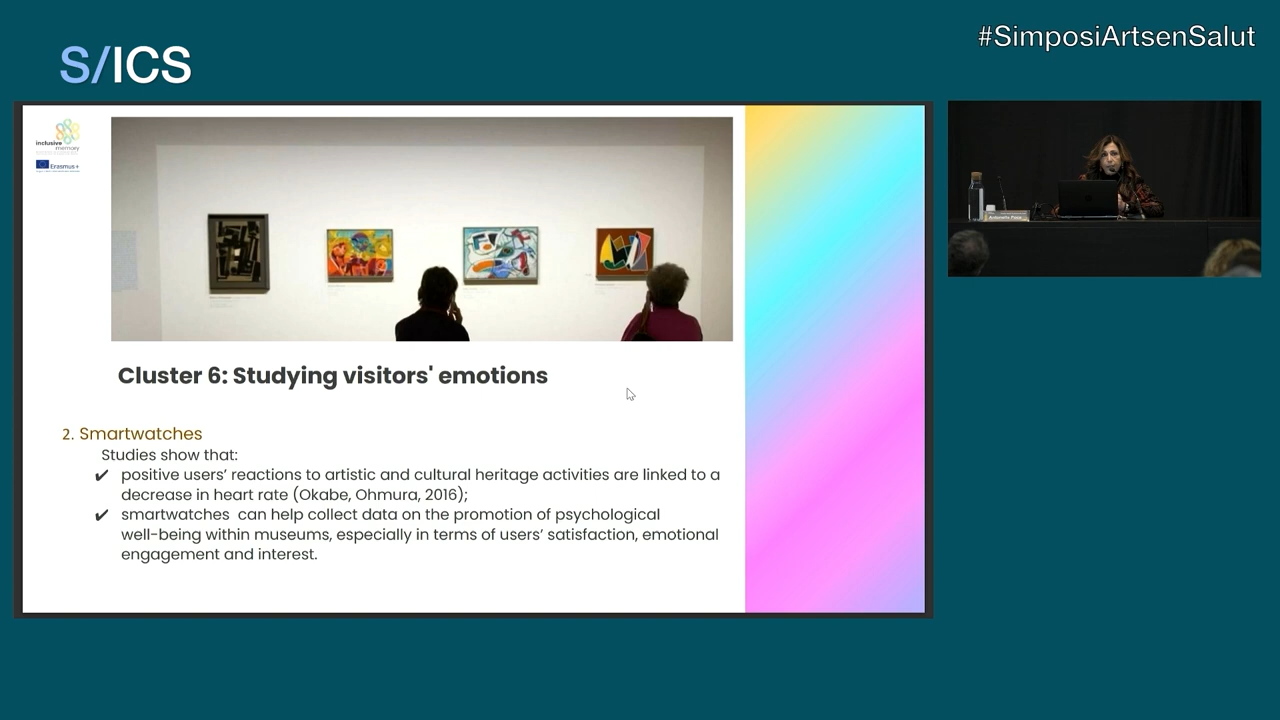 S/ICS
#SimposiArtsenSalut
inclusive
memory
Erasmus+
Cluster 6: Studying visitors' emotions
2. Smartwatches
Studies show that:
✔ positive users’ reactions to artistic and cultural heritage activities are linked to a
decrease in heart rate (Okabe, Ohmura, 2016);
✔ smartwatches can help collect data on the promotion of psychological
well-being within museums, especially in terms of users’ satisfaction, emotional
engagement and interest.